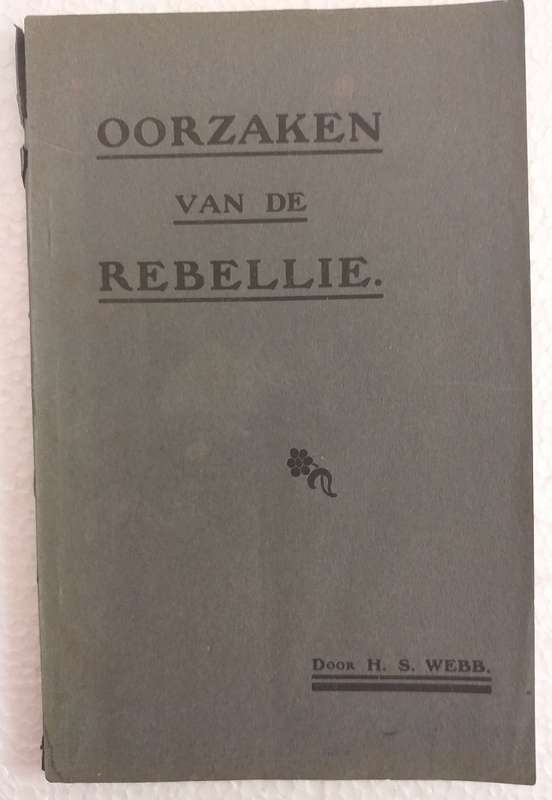 OORZAKEN
VAN DE
REBELLIE.
DOOR H. S. WEBB.